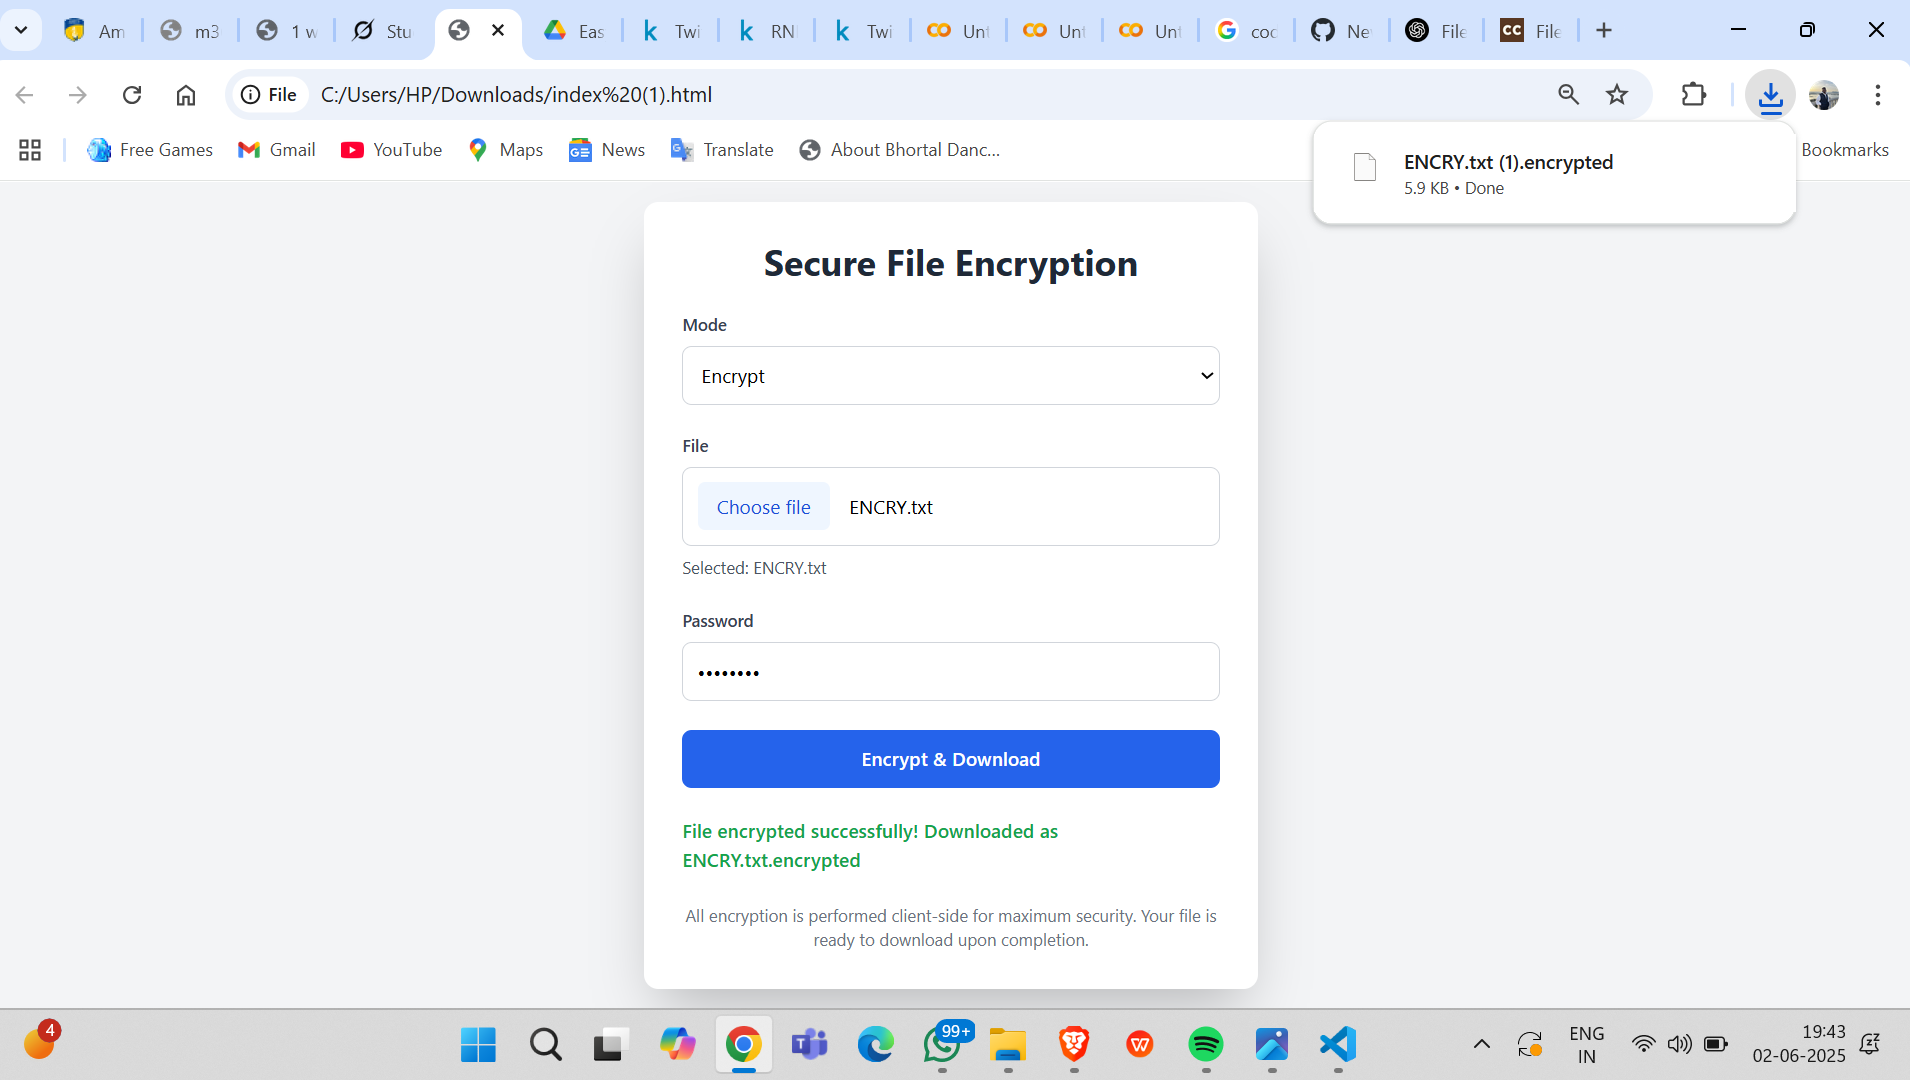 Am
m3
1 w
Stu
Eas
Twi
RN
Twi
Unt
Unt
Unt
coc
Ne
File
CC File
File C:/Users/HP/Downloads/index%20(1).html
Free Games
Gmail
YouTube
Maps
News
Translate
About Bhortal Danc...
Bookmarks
ENCRY.txt (1).encrypted
5.9 KB • Done
Secure File Encryption
Mode
Encrypt
File
Choose file ENCRY.txt
Selected: ENCRY.txt
Password
••••••••
Encrypt & Download
File encrypted successfully! Downloaded as
ENCRY.txt.encrypted
All encryption is performed client-side for maximum security. Your file is
ready to download upon completion.
4
99+
ENG
IN
19:43
02-06-2025